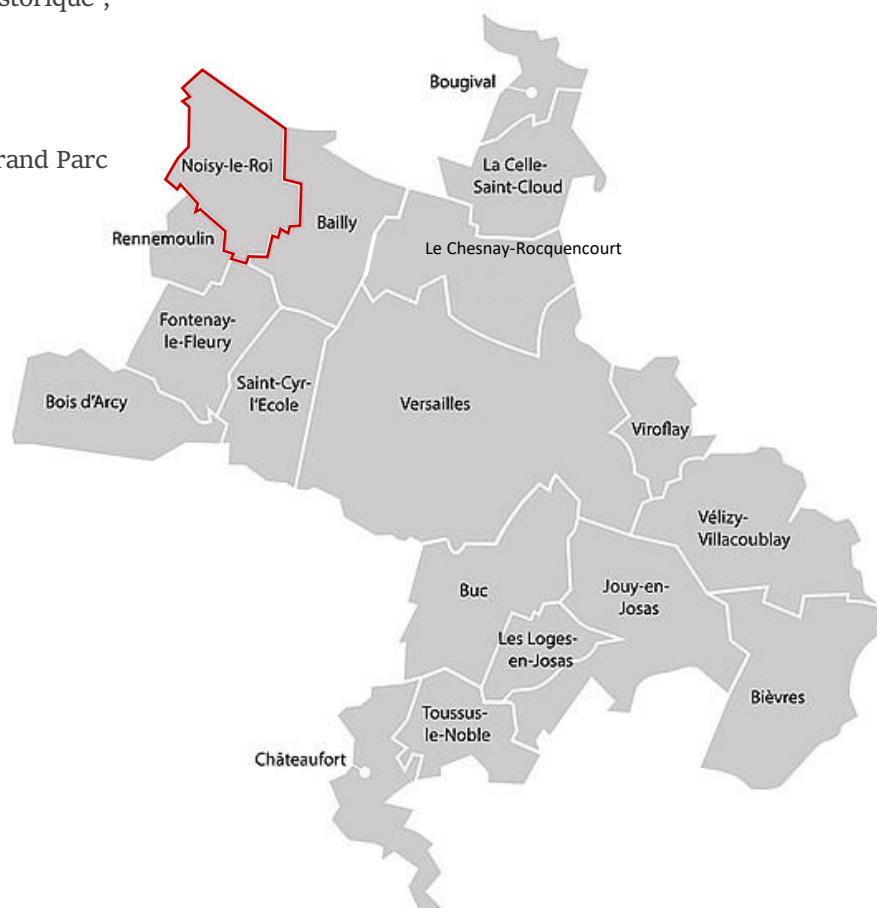 storique ;
Bougival
rand Parc
Noisy-le-Roi
La Celle-
Saint-Cloud
Bailly
Rennemoulin
Le Chesnay-Rocquencourt
Fontenay-
le-Fleury
Saint-Cyr-
l'Ecole
Bois d'Arcy
Versailles
Viroflay
Vélizy-
Villacoublay
Buc
Jouy-en-
Josas
Les Loges-
en-Josas
Bièvres
Toussus-
le-Noble
Châteaufort